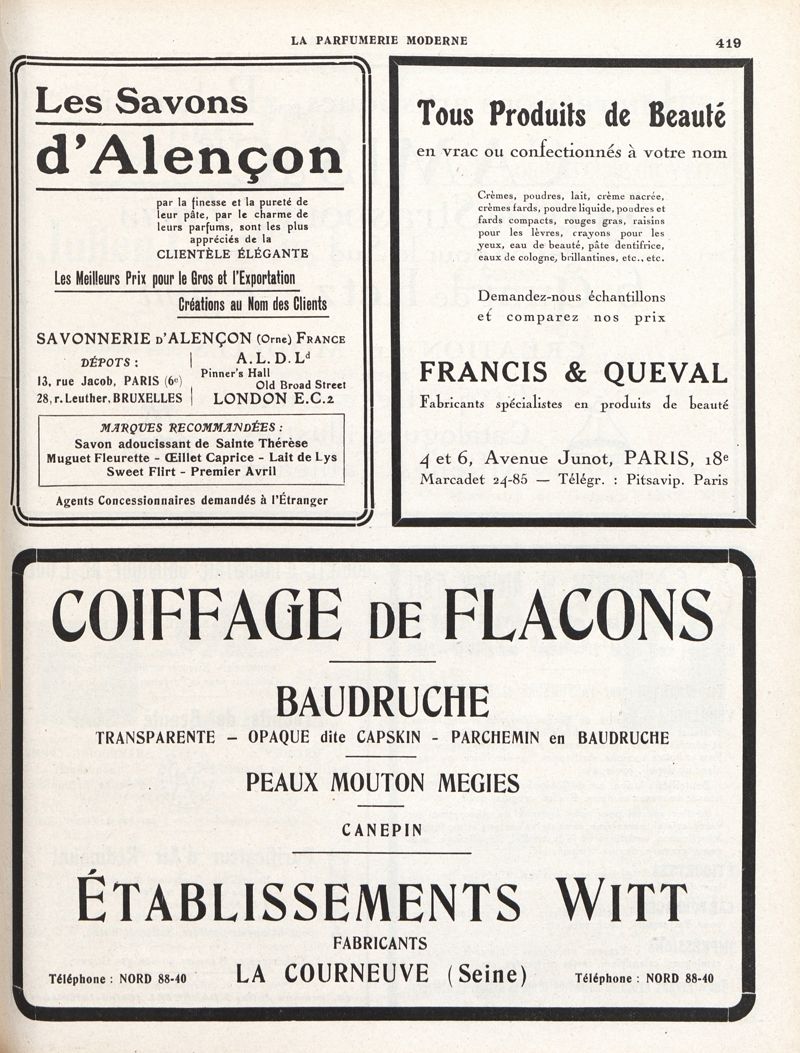 LA PARFUMERIE MODERNE
419
Les Savons
d'Alençon
par la finesse et la pureté de
leur pâte, par le charme de
leurs parfums, sont les plus
appréciés de la
CLIENTÈLE ÉLÉGANTE
Les Meilleurs Prix pour le Gros et l'Exportation
Créations au Nom des Clients
SAVONNERIE D'ALENÇON (Orne) FRANCE
DÉPOTS :
13, rue Jacob, PARIS (6e)
28, r. Leuther, BRUXELLES
A. L. D. Ld
Pinner's Hall
Old Broad Street
LONDON E.C.2
MARQUES RECOMMANDÉES :
Savon adoucissant de Sainte Thérèse
Muguet Fleurette - Œillet Caprice - Lait de Lys
Sweet Flirt - Premier Avril
Agents Concessionnaires demandés à l'Étranger
Tous Produits de Beauté
en vrac ou confectionnés à votre nom
Crèmes, poudres, lait, crème nacrée,
crèmes fards, poudre liquide, poudres et
fards compacts, rouges gras, raisins
pour les lèvres, crayons pour les
yeux, eau de beauté, pâte dentifrice,
eaux de cologne, brillantines, etc., etc.
Demandez-nous échantillons
et comparez nos prix
FRANCIS & QUEVAL
Fabricants spécialistes en produits de beauté
4 et 6, Avenue Junot, PARIS, 18e
Marcadet 24-85 — Télégr. : Pitsavip. Paris
COIFFAGE DE FLACONS
BAUDRUCHE
TRANSPARENTE – OPAQUE dite CAPSKIN - PARCHEMIN en BAUDRUCHE
PEAUX MOUTON MEGIES
CANEPIN
ÉTABLISSEMENTS WITT
FABRICANTS
Téléphone : NORD 88-40 LA COURNEUVE (Seine) Téléphone : NORD 88-40